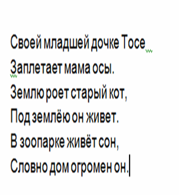 Своей младшей дочке Тосе
Заплетает мама осы.
Землю роет старый кот,
Под землёю он живет.
В зоопарке живёт сон,
Словно дом огромен он.